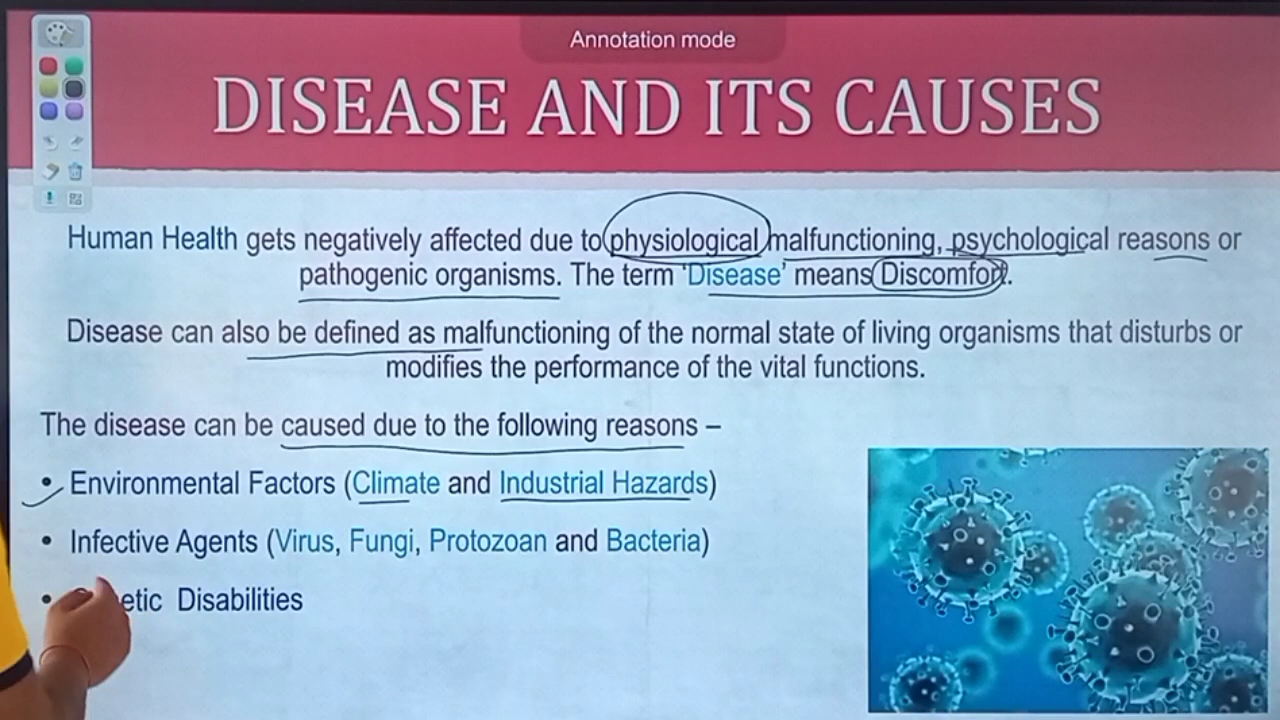 Annotation mode
DISEASE AND ITS CAUSES
Human Health gets negatively affected due to physiological malfunctioning, psychological reasons or
pathogenic organisms. The term 'Disease' means Discomfort.
Disease can also be defined as malfunctioning of the normal state of living organisms that disturbs or
modifies the performance of the vital functions.
The disease can be caused due to the following reasons –
• Environmental Factors (Climate and Industrial Hazards)
• Infective Agents (Virus, Fungi, Protozoan and Bacteria)
• Disabilities